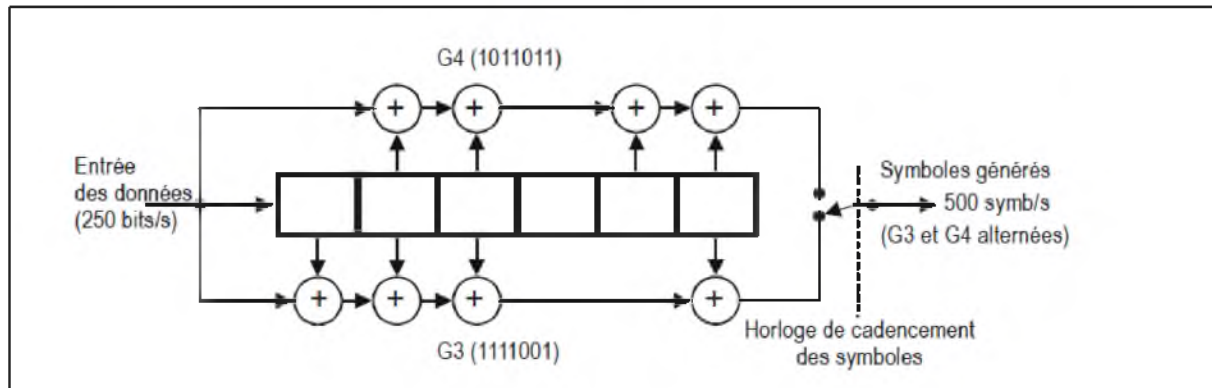 G4 (1011011)
+ + + +
Entrée
des données
(250 bits/s)
Symboles générés
500 symb/s
(G3 et G4 alternées)
+ + + +
G3 (1111001)
Horloge de cadencement
des symboles